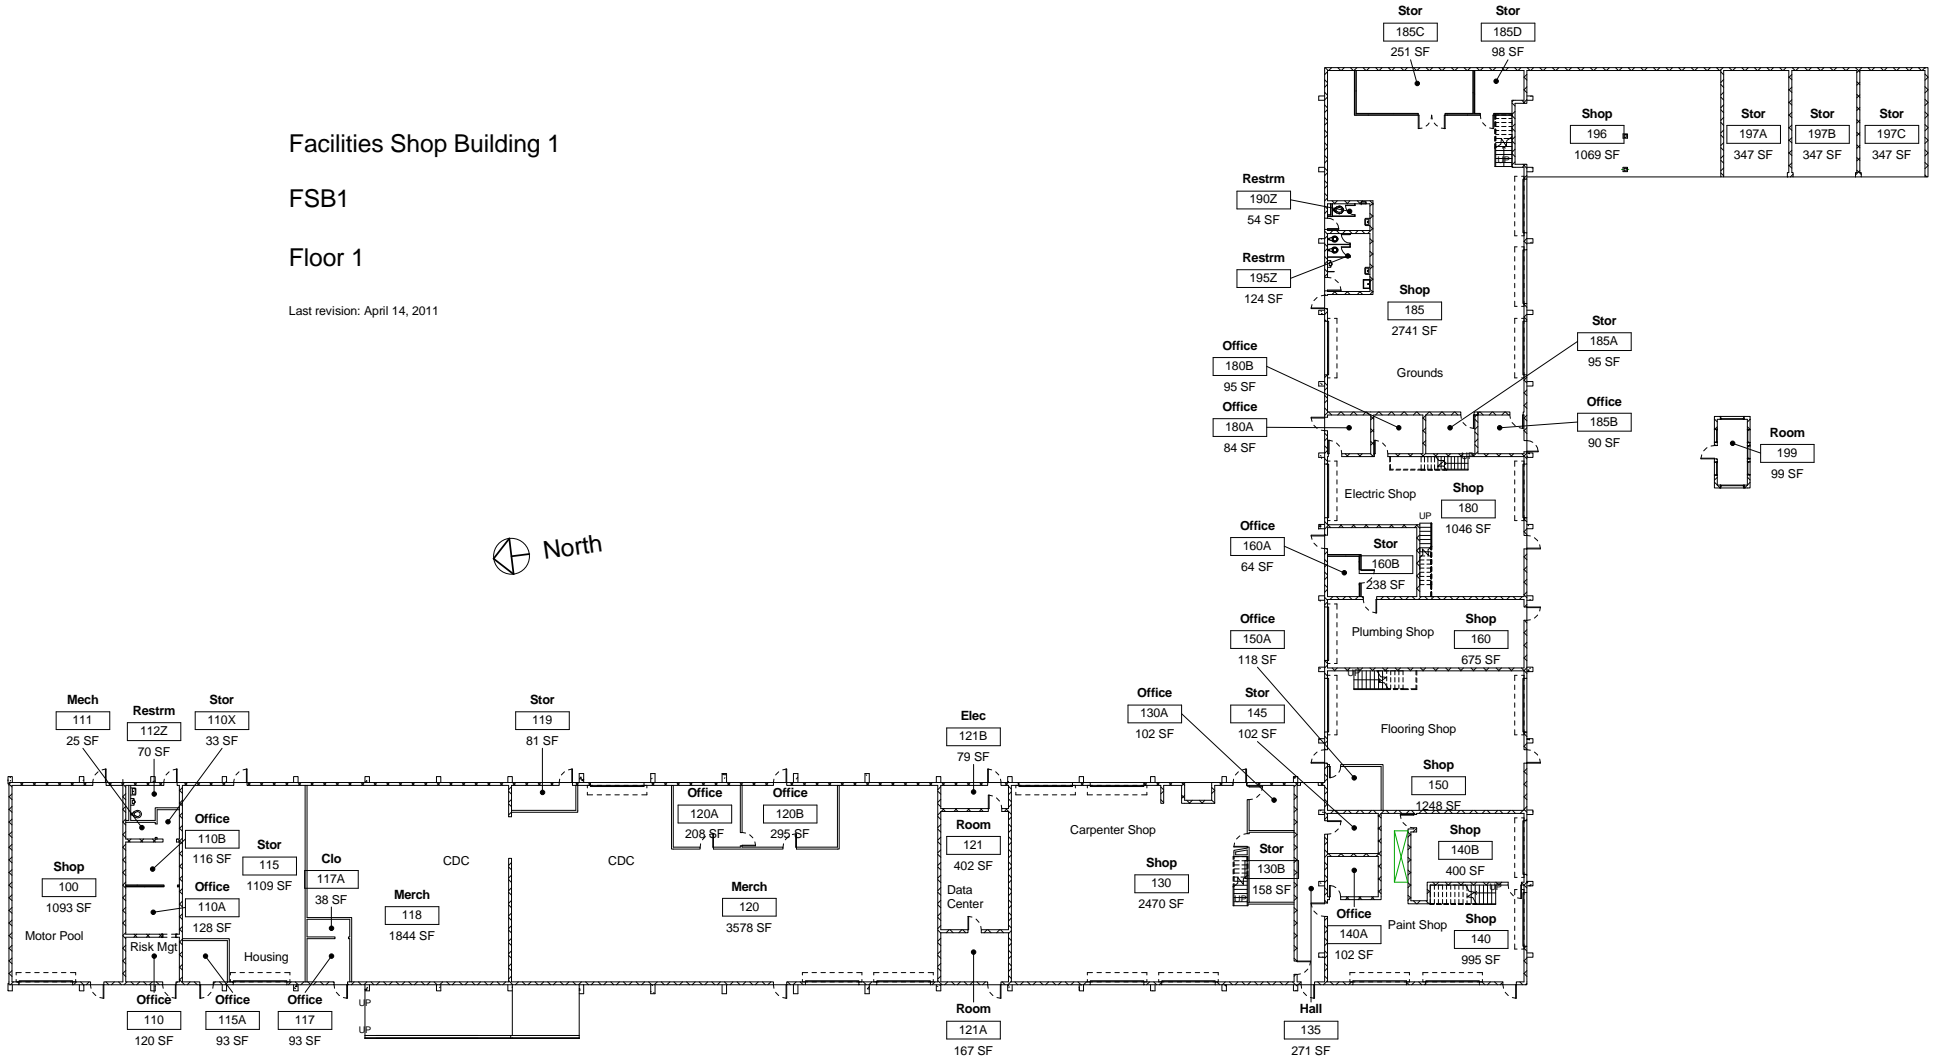 Stor
185C
251 SF
Stor
185D
98 SF
Facilities Shop Building 1
FSB1
Floor 1
Last revision: April 14, 2011
Shop
196
1069 SF
Stor
197A
347 SF
Stor
197B
347 SF
Stor
197C
347 SF
UP
Restrm
190Z
54 SF
Restrm
195Z
124 SF
Shop
185
2741 SF
Grounds
Stor
185A
95 SF
Office
180B
95 SF
Office
180A
84 SF
Office
185B
90 SF
Room
199
99 SF
Electric Shop
Shop
180
1046 SF
UP
North
Office
160A
64 SF
Stor
160B
238 SF
Plumbing Shop
Shop
160
675 SF
Office
150A
118 SF
UP
Flooring Shop
Shop
150
1248 SF
Mech
111
25 SF
Restrm
112Z
70 SF
Stor
110X
33 SF
Stor
119
81 SF
Elec
121B
79 SF
Office
130A
102 SF
Stor
145
102 SF
Office
110B
116 SF
Stor
115
1109 SF
Clo
117A
38 SF
Shop
100
1093 SF
Motor Pool
Office
110A
128 SF
Risk Mgt
Housing
CDC
Merch
118
1844 SF
CDC
Office
120A
208 SF
Office
120B
295 SF
Merch
120
3578 SF
Room
121
402 SF
Data
Center
Carpenter Shop
Shop
130
2470 SF
Stor
130B
158 SF
UP
Shop
140B
400 SF
UP
Office
140A
102 SF
Paint Shop
Shop
140
995 SF
UP
UP
Office
110
120 SF
Office
115A
93 SF
Office
117
93 SF
Room
121A
167 SF
Hall
135
271 SF